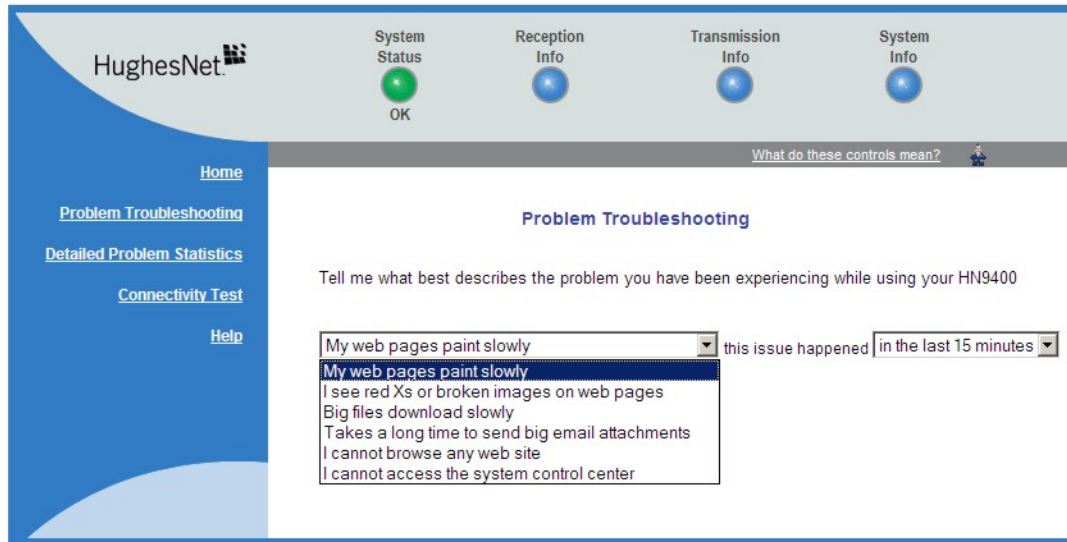 HughesNet.
System
Status
OK
Reception
Info
Transmission
Info
System
Info
What do these controls mean?
Home
Problem Troubleshooting
Detailed Problem Statistics
Connectivity Test
Help
Problem Troubleshooting
Tell me what best describes the problem you have been experiencing while using your HN9400
My web pages paint slowly this issue happened in the last 15 minutes
My web pages paint slowly
I see red Xs or broken images on web pages
Big files download slowly
Takes a long time to send big email attachments
I cannot browse any web site
I cannot access the system control center